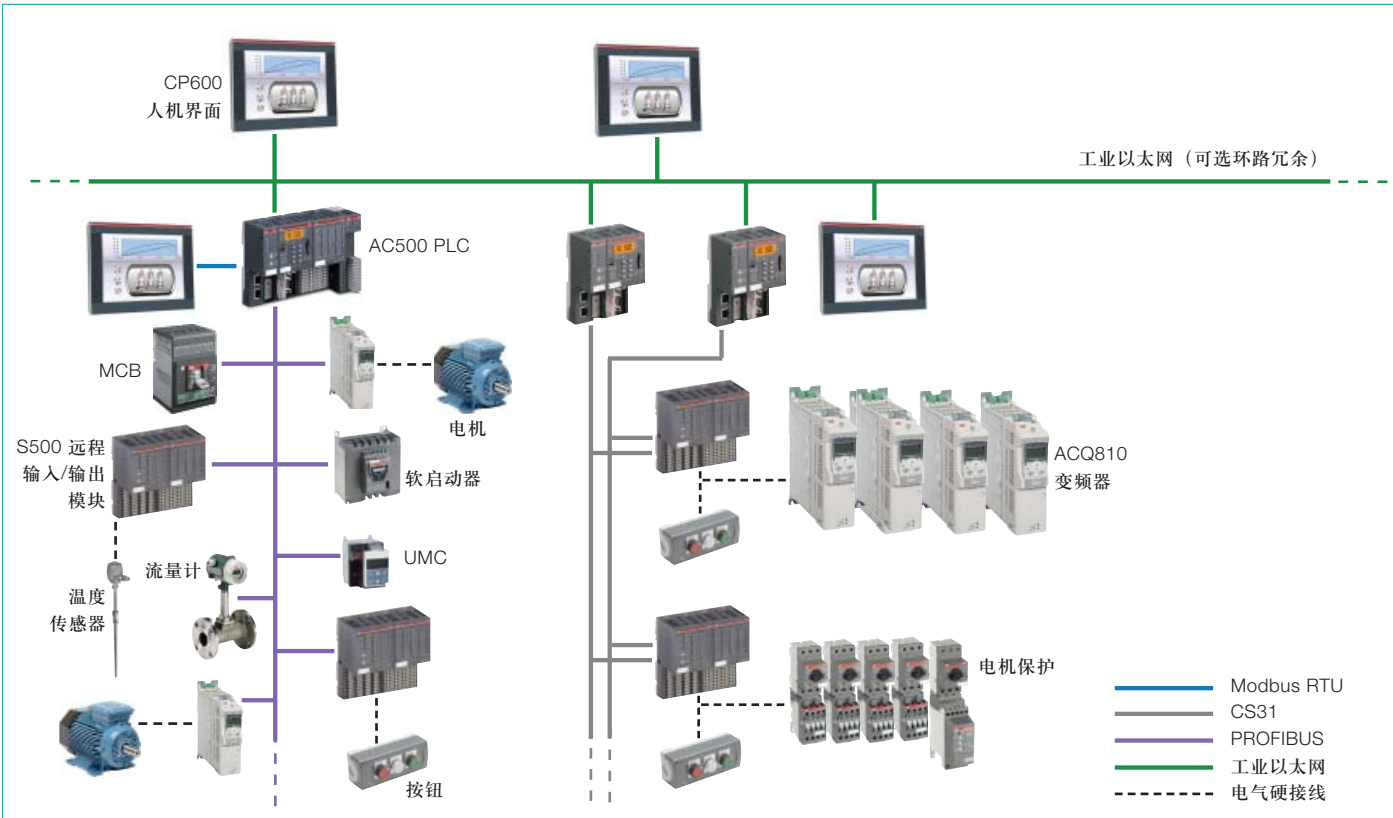 CP600
人机界面
工业以太网（可选环路冗余）
AC500 PLC
MCB
电机
S500 远程
输入/输出
模块
软启动器
ACQ810
变频器
流量计
UMC
温度
传感器
电机保护
按钮
Modbus RTU
CS31
PROFIBUS
工业以太网
电气硬接线